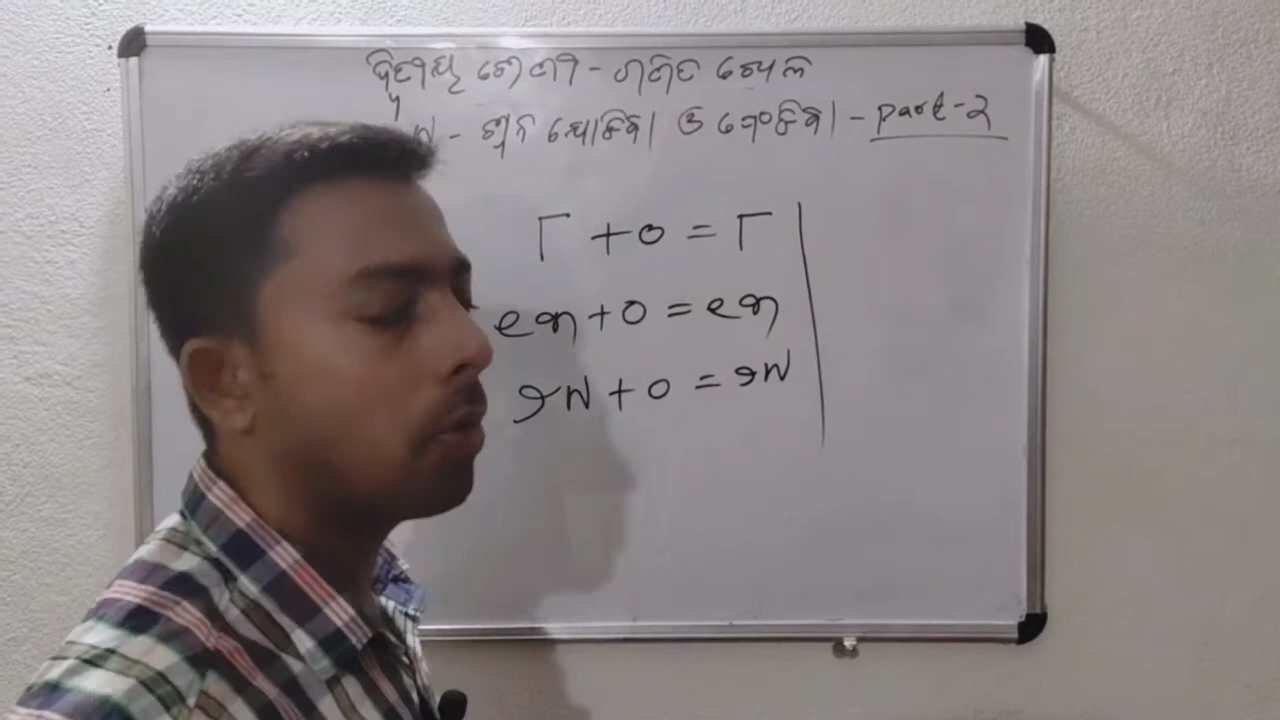 ଦ୍ୱିତୀୟ ଶ୍ରେଣୀ - ଗଣିତ ଖେଳ
- ଶୂନ ଯୋଡିବା ଓ ଫେଡିବା - part-2
୮ + ୦ = ୮
୧୩ + ୦ = ୧୩
୨୪ + ୦ = ୨୪